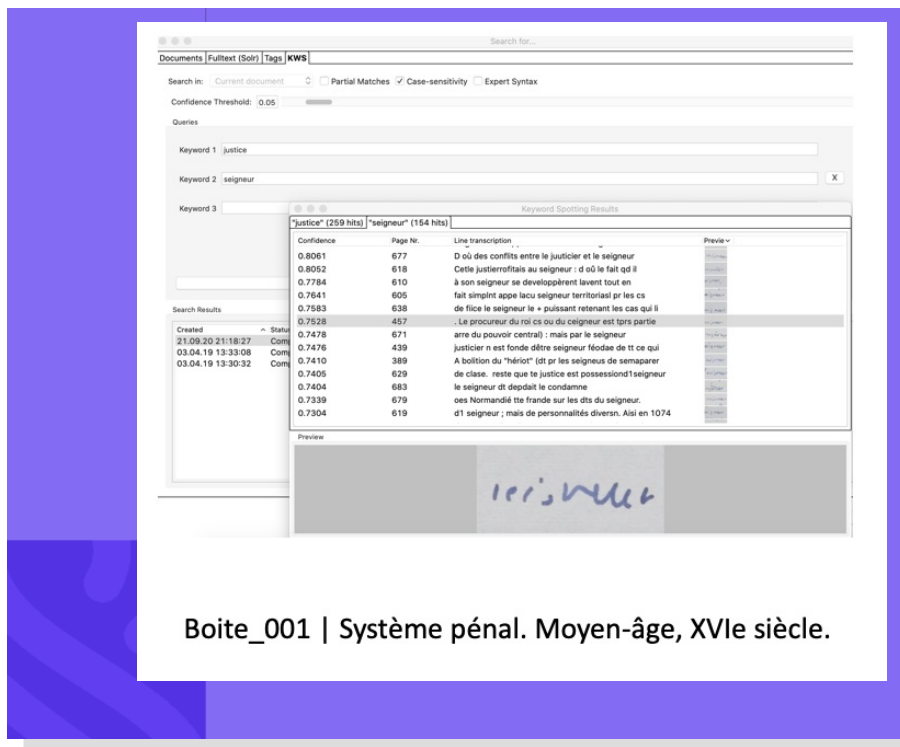 Search for...
Documents Fulltext (Solr) Tags KWS
Search in: Current document Partial Matches Case-sensitivity Expert Syntax
Confidence Threshold: 0.05
Queries
Keyword 1 justice
Keyword 2 seigneur X
Keyword 3
Keyword Spotting Results
"justice" (259 hits) "seigneur" (154 hits)
Confidence Page Nr. Line transcription Previe
0.8061 677 D où des conflits entre le juuticier et le seigneur
0.8052 618 Cetle justierrofitais au seigneur : d oû le fait qd il
0.7784 610 à son seigneur se developpèrent lavent tout en
0.7641 605 fait simplnt appe lacu seigneur territoriasl pr les cs
0.7583 638 de fiice le seigneur le + puissant retenant les cas qui li
0.7528 457 . Le procureur du roi cs ou du ceigneur est tprs partie
0.7478 671 arre du pouvoir central) : mais par le seigneur
0.7476 439 justicier n est fonde dêtre seigneur féodae de tt ce qui
0.7410 389 A bolition du "hériot" (dt pr les seigneus de semaparer
0.7405 629 de clase. reste que te justice est possessiond1seigneur
0.7404 683 le seigneur dt depdait le condamne
0.7339 679 oes Normandié tte frande sur les dts du seigneur.
0.7304 619 d1 seigneur ; mais de personnalités diversn. Aisi en 1074
Search Results
Created Statu
21.09.20 21:18:27 Com
03.04.19 13:33:08 Com
03.04.19 13:30:32 Com
Preview
seigneur
Boite_001 | Système pénal. Moyen-âge, XVIe siècle.